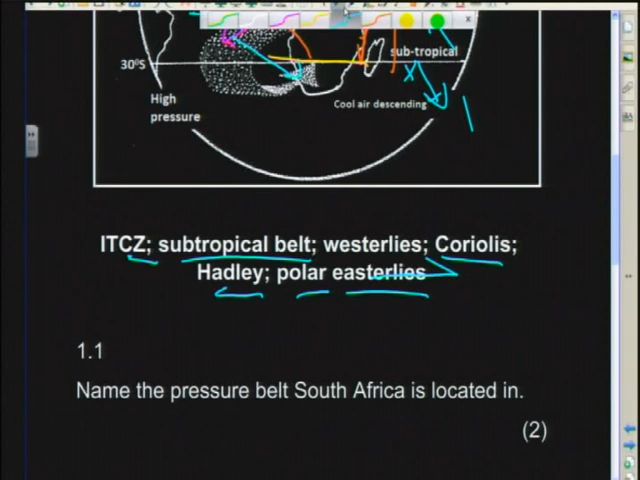 sub-tropical
30⁰S
High
pressure
Cool air descending
ITCZ; subtropical belt; westerlies; Coriolis;
Hadley; polar easterlies
1.1
Name the pressure belt South Africa is located in.
(2)